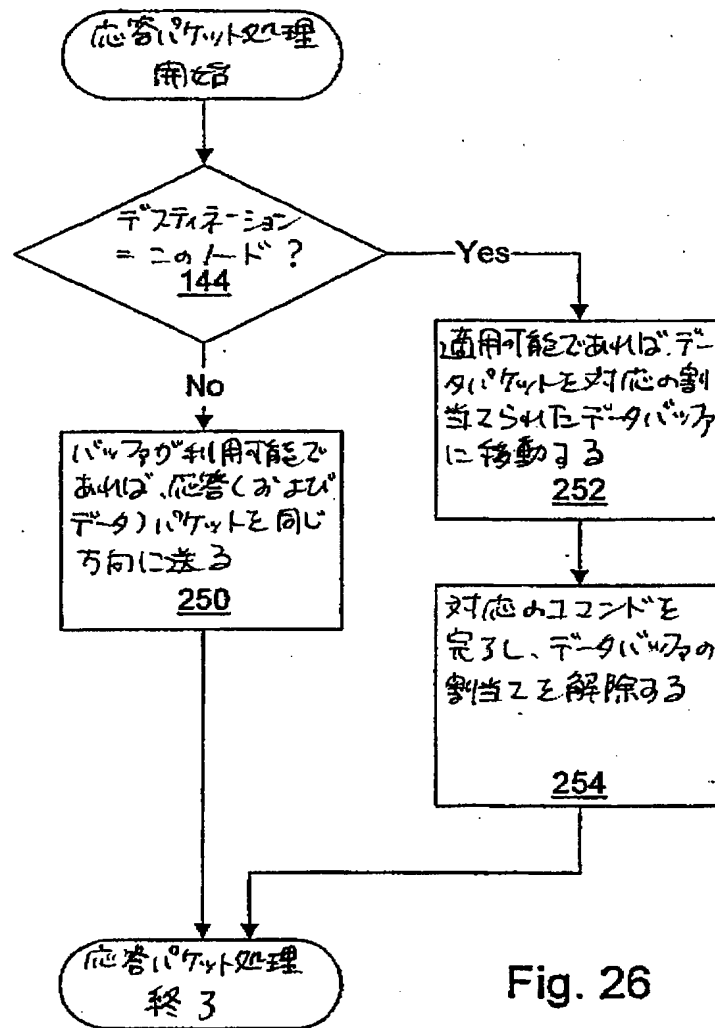 応答パケット処理
開始
デスティネーション
= このノード?
144
Yes
No
適用可能であれば、デー
タパケットを対応の割
当てられたデータバッファ
に移動する
252
バッファが利用可能で
あれば、応答(および
データ)パケットを同じ
方向に送る
250
対応のコマンドを
完了し、データバッファの
割当てを解除する
254
応答パケット処理
終了
Fig. 26